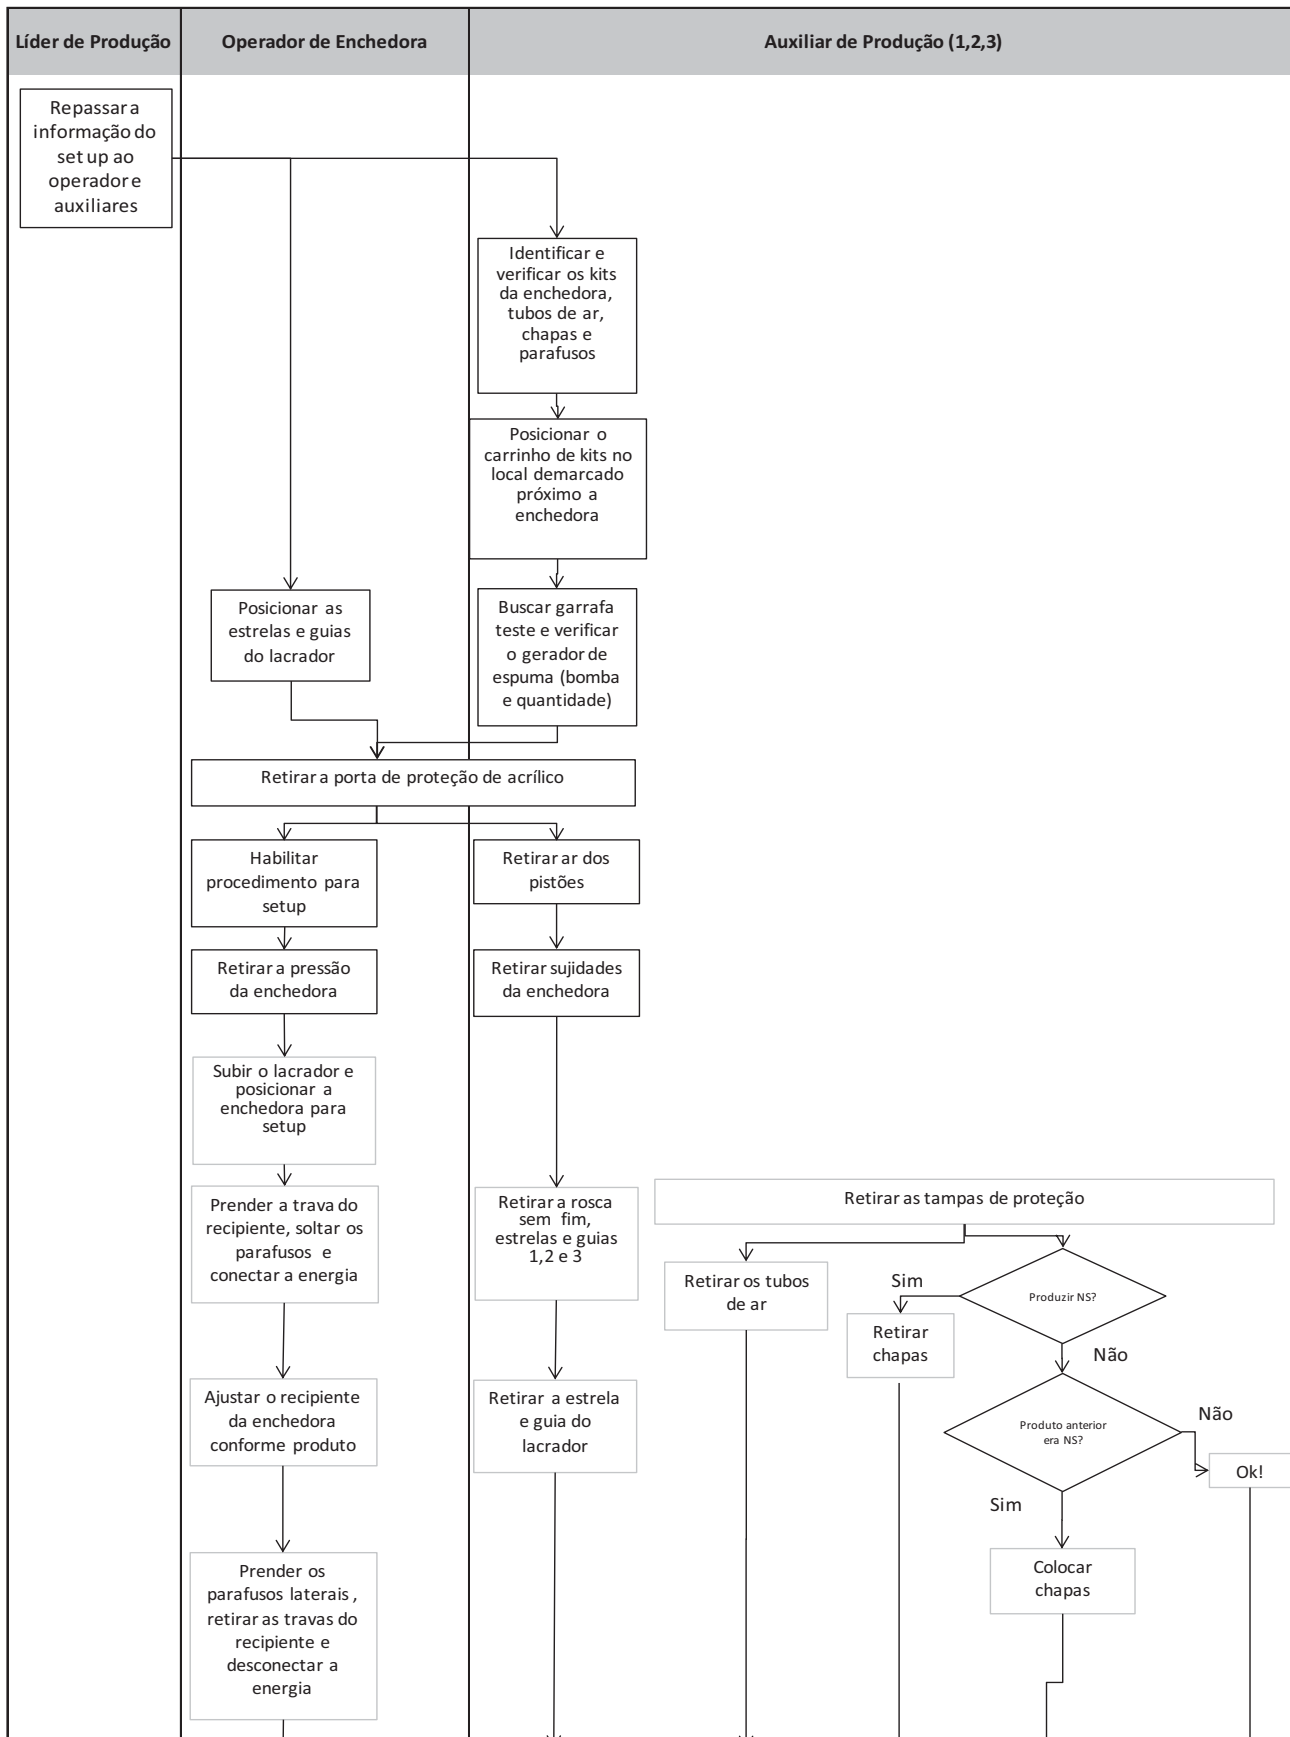 Líder de Produção
Operador de Enchedora
Auxiliar de Produção (1,2,3)
Repassar a
informação do
set up ao
operador e
auxiliares
Identificar e
verificar os kits
da enchedora,
tubos de ar,
chapas e
parafusos
Posicionar o
carrinho de kits no
local demarcado
próximo a
enchedora
Posicionar as
estrelas e guias
do lacrador
Buscar garrafa
teste e verificar
o gerador de
espuma (bomba
e quantidade)
Retirar a porta de proteção de acrílico
Habilitar
procedimento para
setup
Retirar ar dos
pistões
Retirar a pressão
da enchedora
Retirar sujidades
da enchedora
Subir o lacrador e
posicionar a
enchedora para
setup
Prender a trava do
recipiente, soltar os
parafusos e
conectar a energia
Retirar a rosca
sem fim,
estrelas e guias
1,2 e 3
Retirar as tampas de proteção
Retirar os tubos
de ar
Sim
Produzir NS?
Retirar
chapas
Não
Ajustar o recipiente
da enchedora
conforme produto
Retirar a estrela
e guia do
lacrador
Produto anterior
era NS?
Não
Ok!
Sim
Colocar
chapas
Prender os
parafusos laterais ,
retirar as travas do
recipiente e
desconectar a
energia